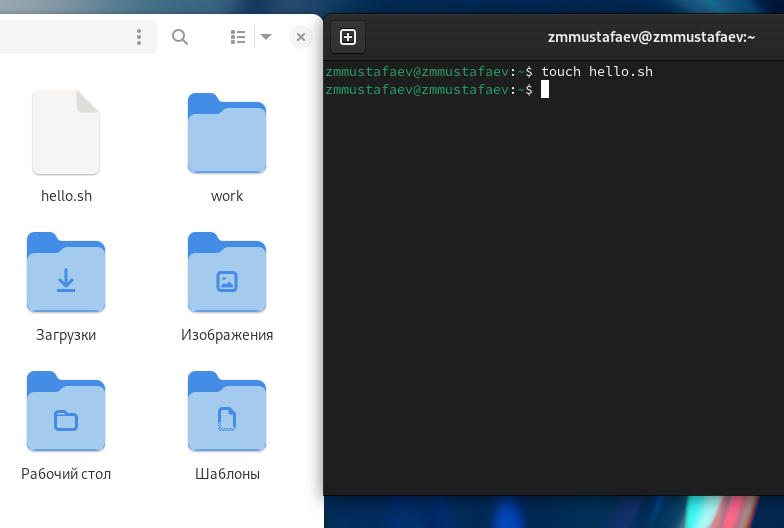 hello.sh
work
Загрузки
Изображения
Рабочий стол
Шаблоны
zmmustafaev@zmmustafaev:~
zmmustafaev@zmmustafaev:~$ touch hello.sh
zmmustafaev@zmmustafaev:~$